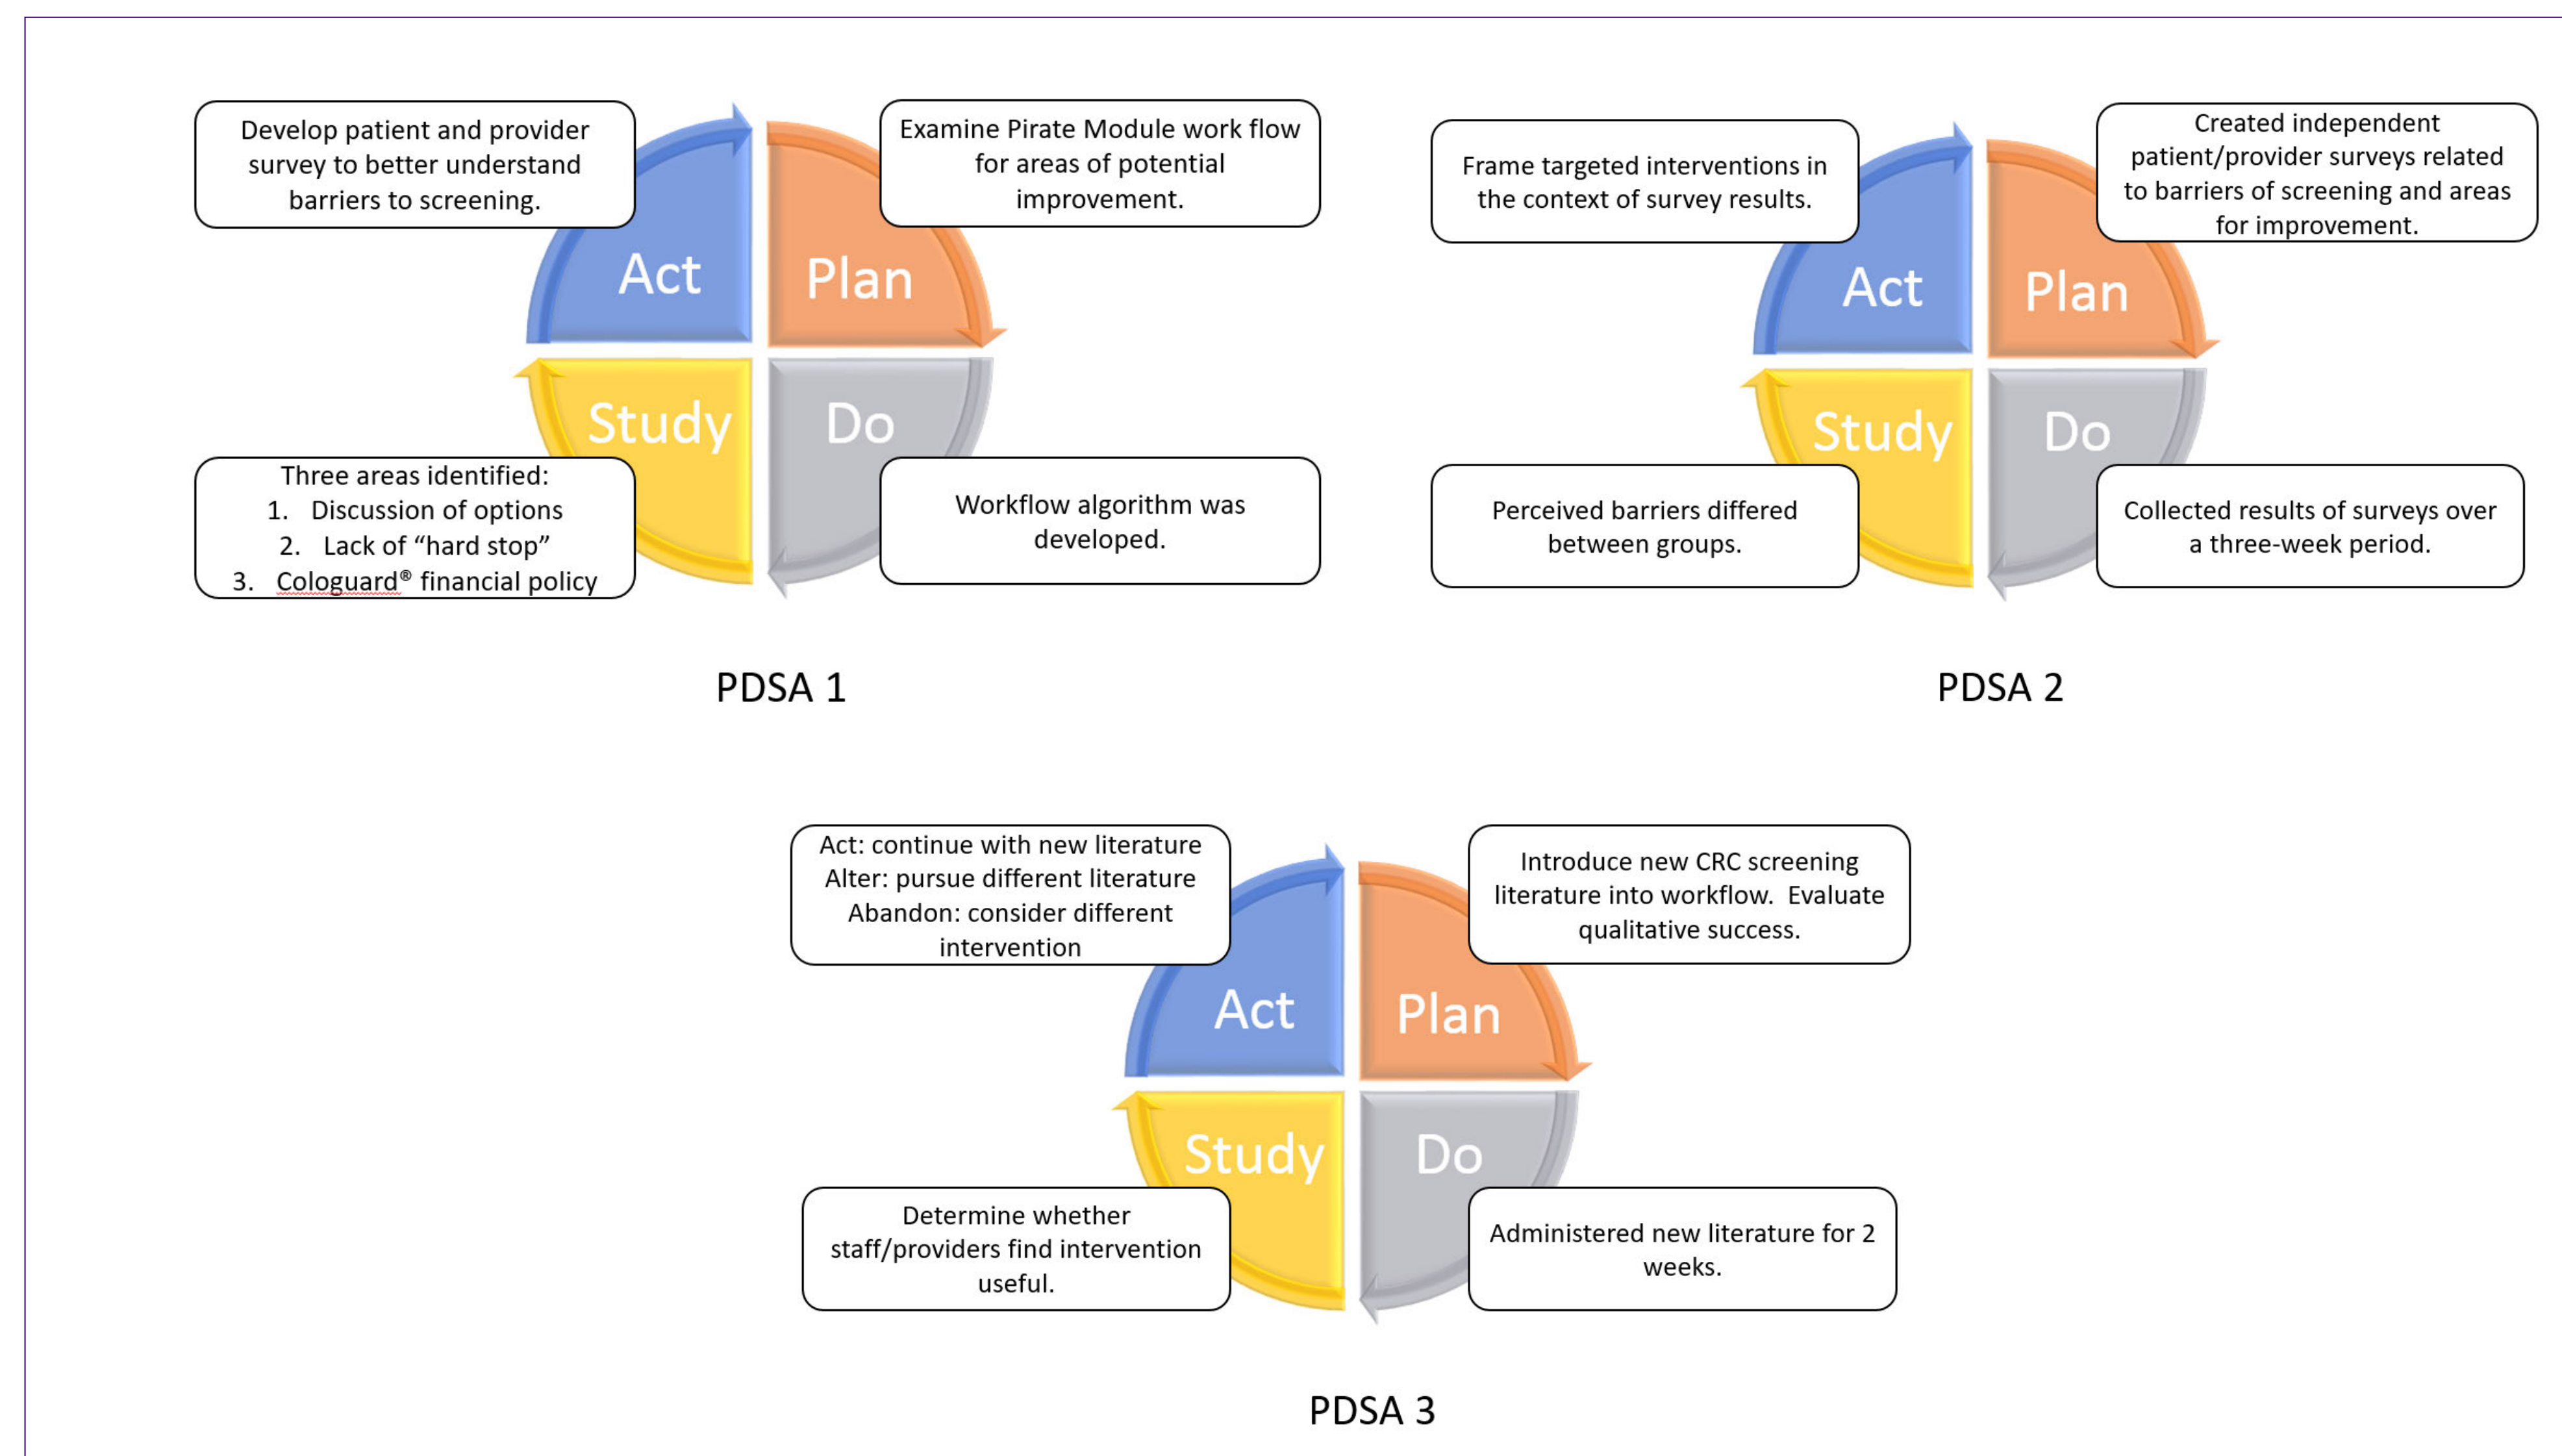 Develop patient and provider
survey to better understand
barriers to screening.
Examine Pirate Module work flow
for areas of potential
improvement.
Act
Plan
Study
Do
Three areas identified:
1. Discussion of options
2. Lack of “hard stop”
3. Cologuard® financial policy
Workflow algorithm was
developed.
PDSA 1
Frame targeted interventions in
the context of survey results.
Created independent
patient/provider surveys related
to barriers of screening and areas
for improvement.
Act
Plan
Study
Do
Perceived barriers differed
between groups.
Collected results of surveys over
a three-week period.
PDSA 2
Act: continue with new literature
Alter: pursue different literature
Abandon: consider different
intervention
Introduce new CRC screening
literature into workflow.  Evaluate
qualitative success.
Act
Plan
Study
Do
Determine whether
staff/providers find intervention
useful.
Administered new literature for 2
weeks.
PDSA 3